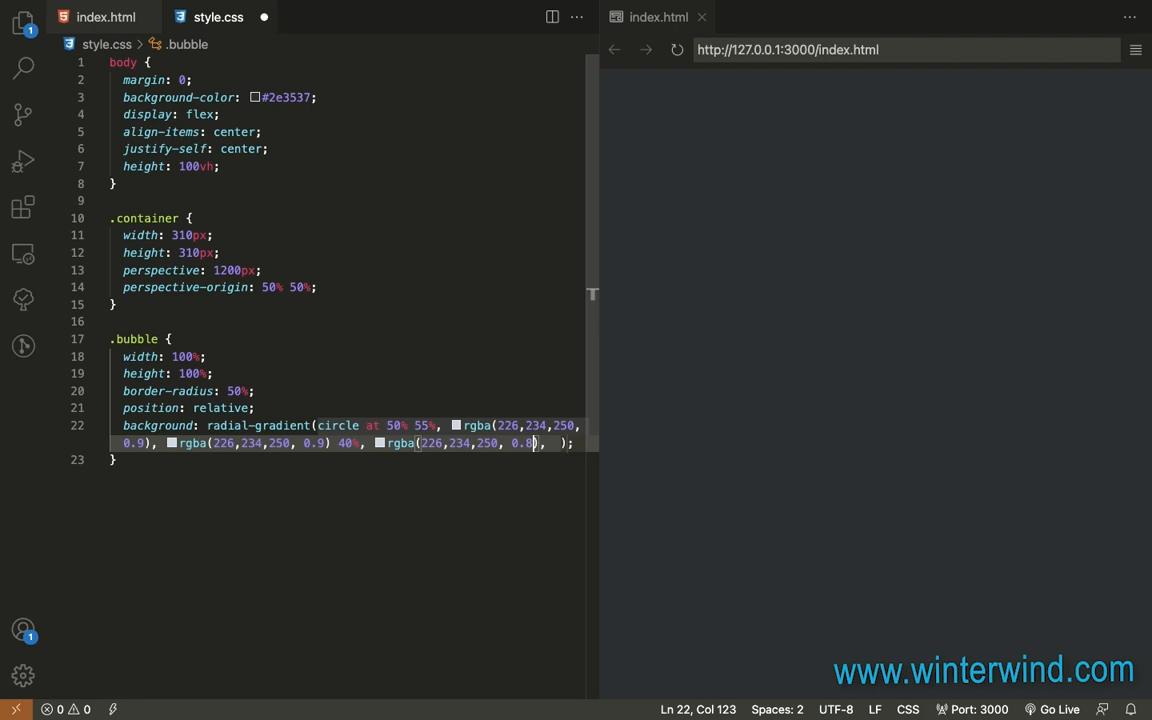 index.html
style.css
index.html
style.css > .bubble
http://127.0.0.1:3000/index.html
1 body {
2 margin: 0;
3 background-color: #2e3537;
4 display: flex;
5 align-items: center;
6 justify-self: center;
7 height: 100vh;
8 }
9
10 .container {
11 width: 310px;
12 height: 310px;
13 perspective: 1200px;
14 perspective-origin: 50% 50%;
15 }
16
17 .bubble {
18 width: 100%;
19 height: 100%;
20 border-radius: 50%;
21 position: relative;
22 background: radial-gradient(circle at 50% 55%, rgba(226,234,250,
0.9), rgba(226,234,250, 0.9) 40%, rgba(226,234,250, 0.8),  );
23 }
1
1
www.winterwind.com
0 0 Ln 22, Col 123 Spaces: 2 UTF-8 LF CSS Port: 3000 Go Live